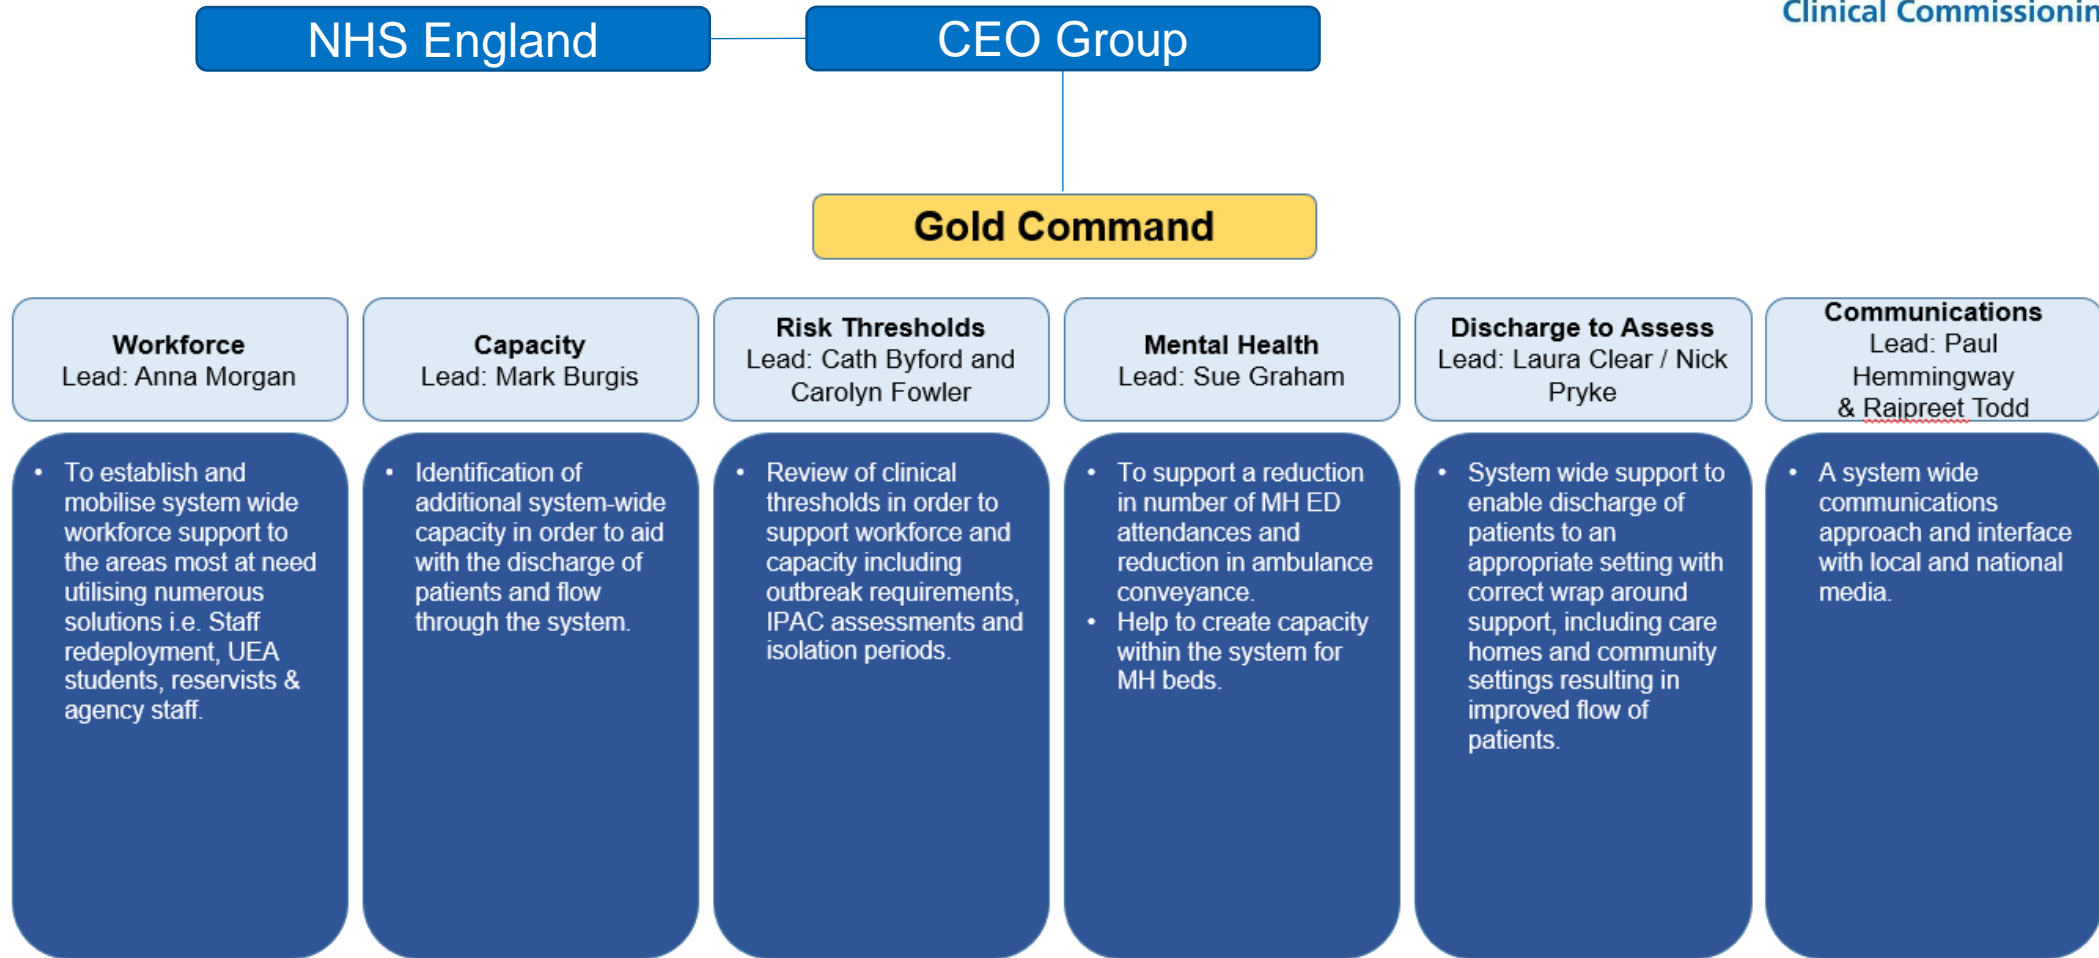 Clinical Commissionin
NHS England
CEO Group
Gold Command
Workforce
Lead: Anna Morgan
• To establish and
mobilise system wide
workforce support to
the areas most at need
utilising numerous
solutions i.e. Staff
redeployment, UEA
students, reservists &
agency staff.
Capacity
Lead: Mark Burgis
• Identification of
additional system-wide
capacity in order to aid
with the discharge of
patients and flow
through the system.
Risk Thresholds
Lead: Cath Byford and
Carolyn Fowler
• Review of clinical
thresholds in order to
support workforce and
capacity including
outbreak requirements,
IPAC assessments and
isolation periods.
Mental Health
Lead: Sue Graham
• To support a reduction
in number of MH ED
attendances and
reduction in ambulance
conveyance.
• Help to create capacity
within the system for
MH beds.
Discharge to Assess
Lead: Laura Clear / Nick
Pryke
• System wide support to
enable discharge of
patients to an
appropriate setting with
correct wrap around
support, including care
homes and community
settings resulting in
improved flow of
patients.
Communications
Lead: Paul
Hemmingway
& Rajpreet Todd
• A system wide
communications
approach and interface
with local and national
media.